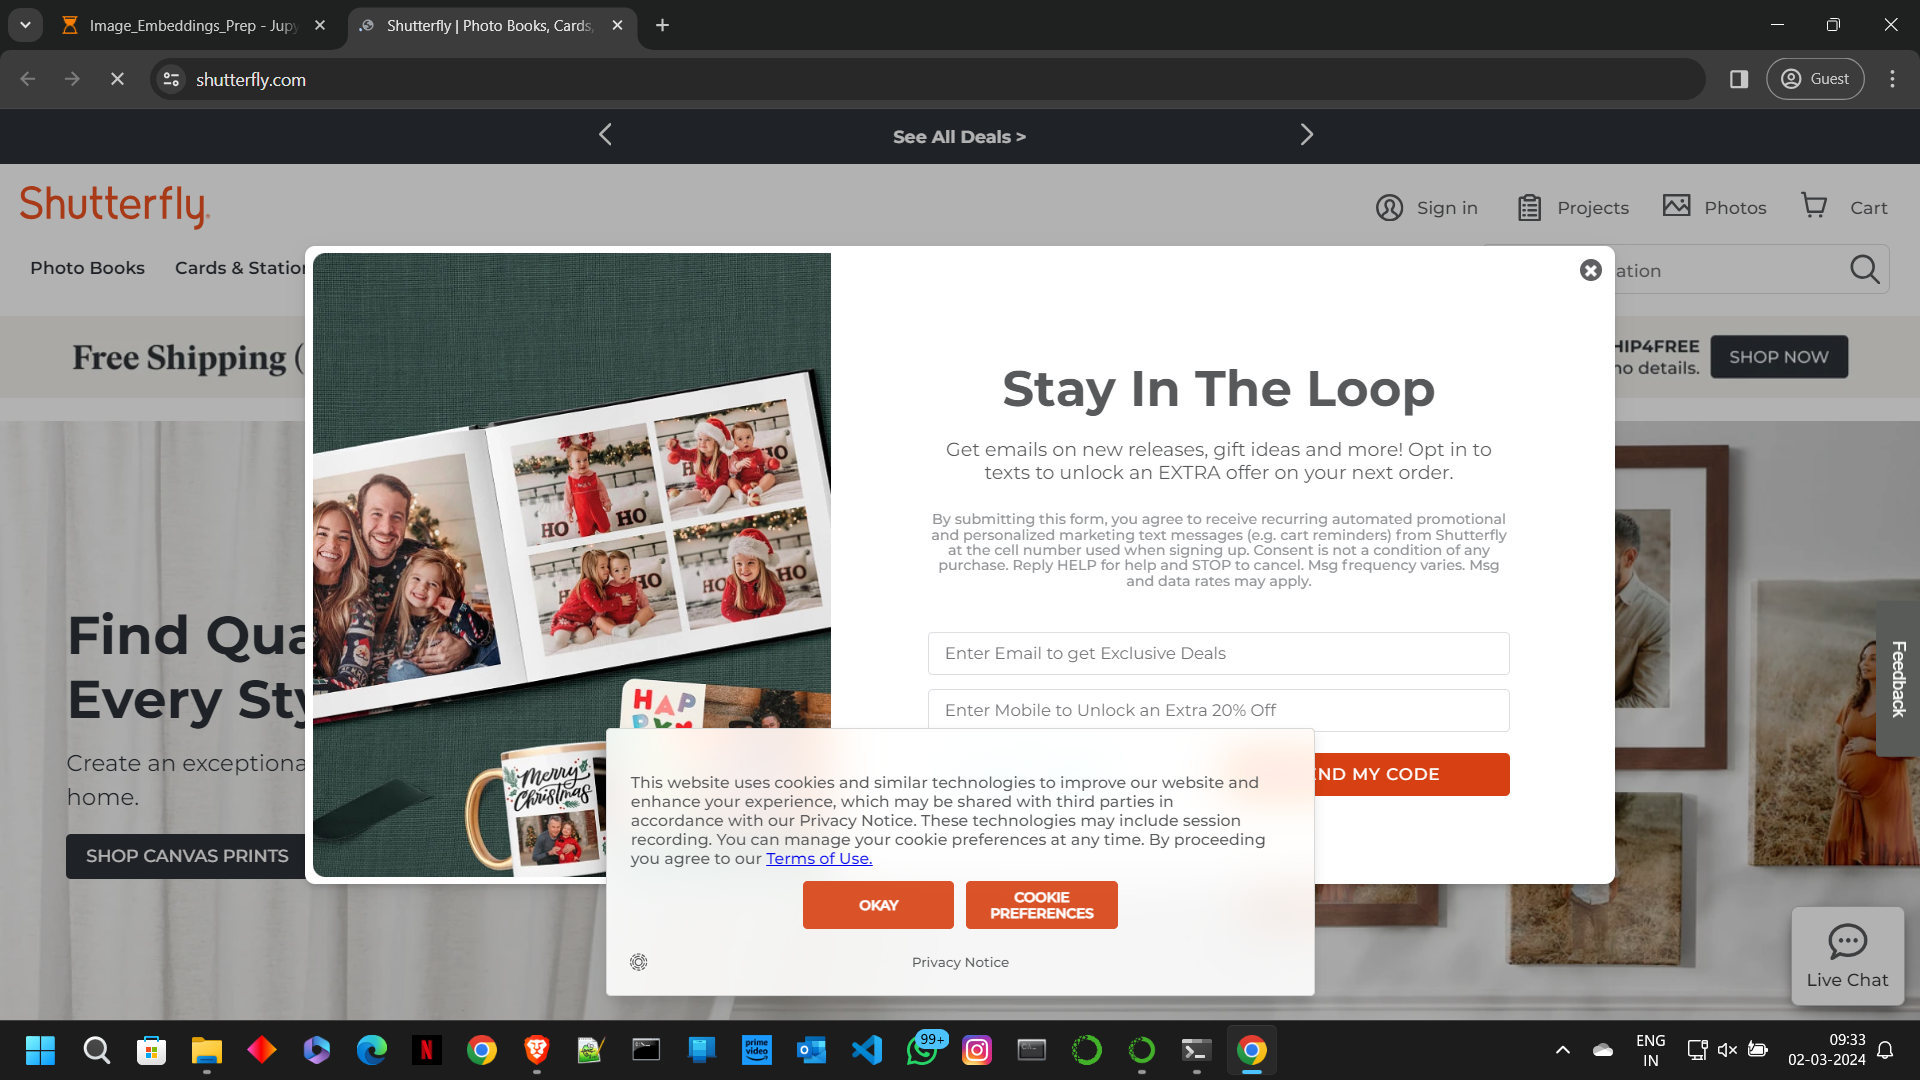 Image_Embeddings_Prep - Jupy
Shutterfly | Photo Books, Cards,
shutterfly.com
Guest
See All Deals >
Shutterfly
Sign in
Projects
Photos
Cart
Photo Books
Cards & Station
ation
Free Shipping (
HIP4FREE
no details.
SHOP NOW
Find Qua
Every Sty
Create an exceptiona
home.
SHOP CANVAS PRINTS
HO HO
HO HO
HO
HO HO
HAP
Merry
Christmas
Stay In The Loop
Get emails on new releases, gift ideas and more! Opt in to
texts to unlock an EXTRA offer on your next order.
By submitting this form, you agree to receive recurring automated promotional
and personalized marketing text messages (e.g. cart reminders) from Shutterfly
at the cell number used when signing up. Consent is not a condition of any
purchase. Reply HELP for help and STOP to cancel. Msg frequency varies. Msg
and data rates may apply.
Enter Email to get Exclusive Deals
Enter Mobile to Unlock an Extra 20% Off
END MY CODE
Feedback
This website uses cookies and similar technologies to improve our website and
enhance your experience, which may be shared with third parties in
accordance with our Privacy Notice. These technologies may include session
recording. You can manage your cookie preferences at any time. By proceeding
you agree to our Terms of Use.
OKAY
COOKIE
PREFERENCES
Privacy Notice
Live Chat
N
prime
video
99+
ENG
IN
09:33
02-03-2024